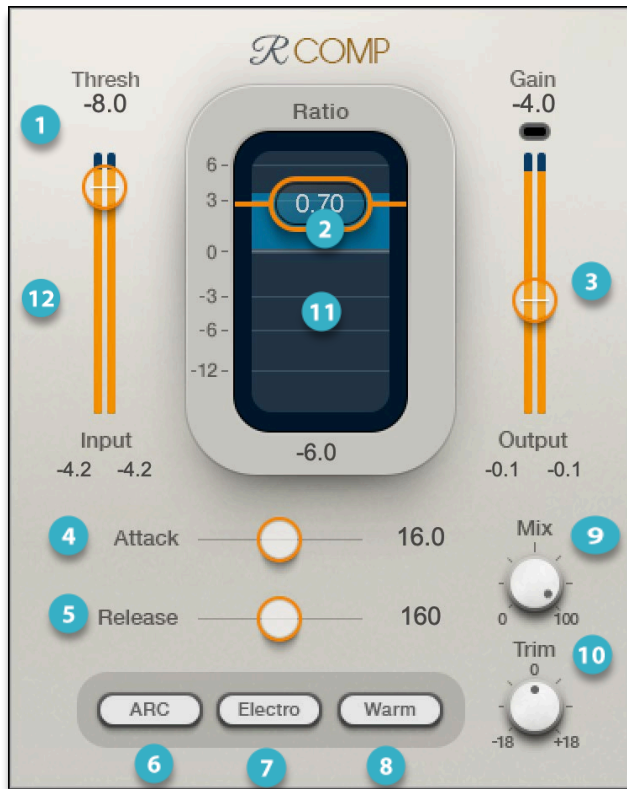 R COMP
Thresh
-8.0
Gain
-4.0
1
Ratio
6 -
3 -
0 -
-3 -
-6 -
-12 -
0.70
2
3
12
11
-6.0
Input
-4.2 -4.2
Output
-0.1 -0.1
4 Attack 16.0
Mix 9
0 100
5 Release 160
Trim 10
0
-18 +18
ARC Electro Warm
6 7 8